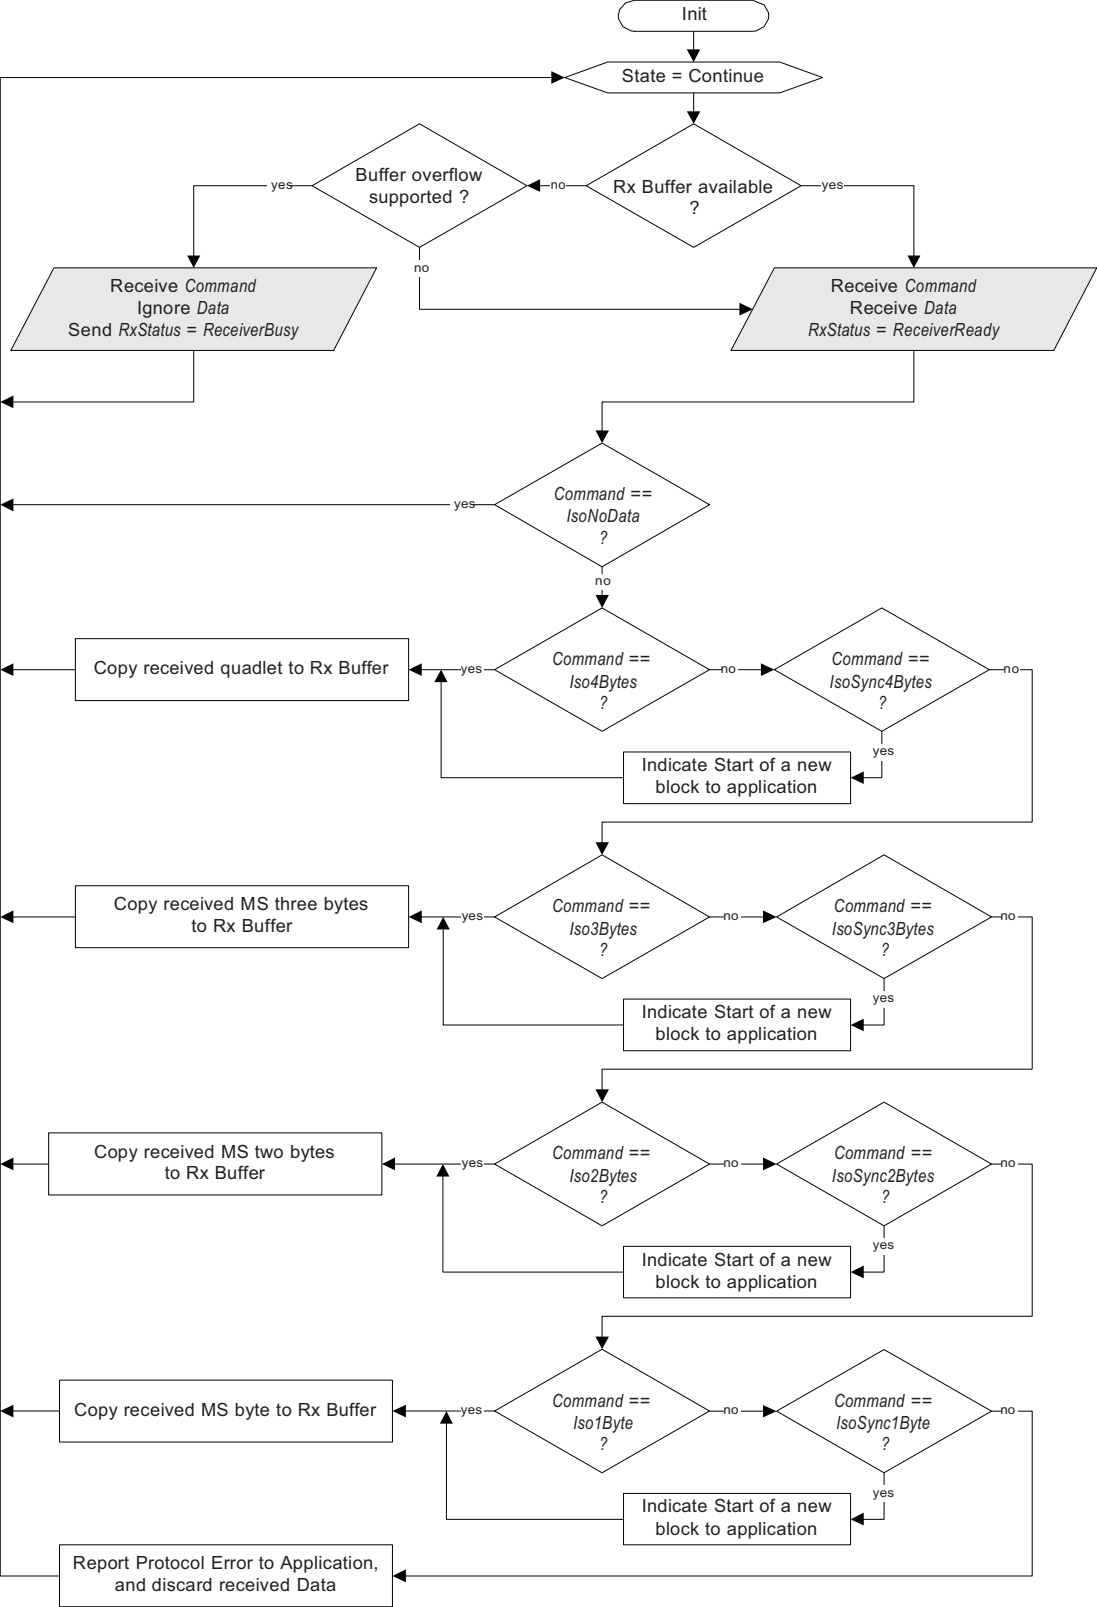 Init
State = Continue
Buffer overflow
supported ?
Rx Buffer available
?
yes
no
yes
no
Receive Command
Ignore Data
Send RxStatus = ReceiverBusy
Receive Command
Receive Data
RxStatus = ReceiverReady
Command ==
IsoNoData
?
yes
no
Copy received quadlet to Rx Buffer
yes
Command ==
Iso4Bytes
?
no
Command ==
IsoSync4Bytes
?
no
yes
Indicate Start of a new
block to application
Copy received MS three bytes
to Rx Buffer
yes
Command ==
Iso3Bytes
?
no
Command ==
IsoSync3Bytes
?
no
yes
Indicate Start of a new
block to application
Copy received MS two bytes
to Rx Buffer
yes
Command ==
Iso2Bytes
?
no
Command ==
IsoSync2Bytes
?
no
yes
Indicate Start of a new
block to application
Copy received MS byte to Rx Buffer
yes
Command ==
Iso1Byte
?
no
Command ==
IsoSync1Byte
?
no
yes
Indicate Start of a new
block to application
Report Protocol Error to Application,
and discard received Data